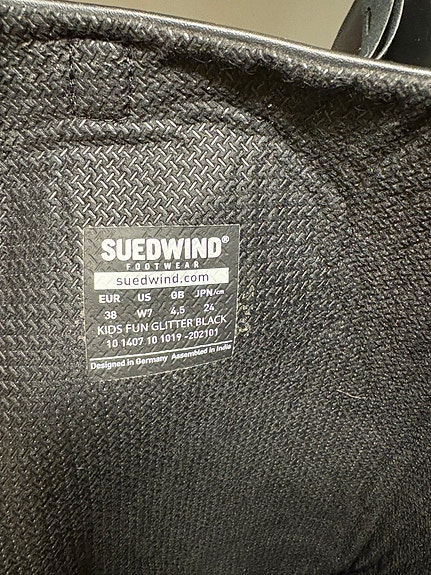 SUEDWIND®
FOOTWEAR
suedwind.com
EUR US GB JPN/cm
38 W7 4.5 24
KIDS FUN GLITTER BLACK
10 1407 10 1019 -202101
Designed in Germany Assembled in India